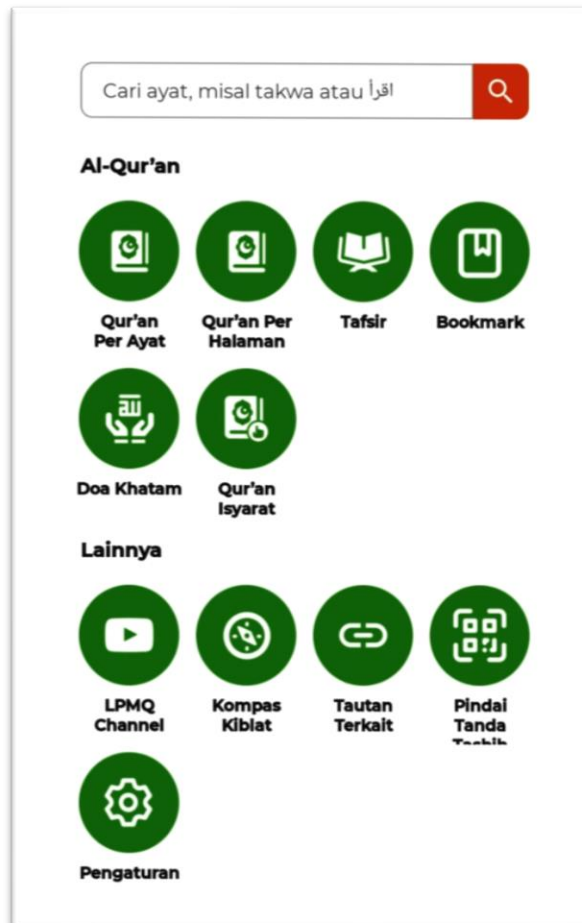 Cari ayat, misal takwa atau اقرأ
Al-Qur'an
Qur'an
Per Ayat
Qur'an Per
Halaman
Tafsir
Bookmark
Doa Khatam
Qur'an
Isyarat
Lainnya
LPMQ
Channel
Kompas
Kiblat
Tautan
Terkait
Pindai
Tanda
Pengaturan